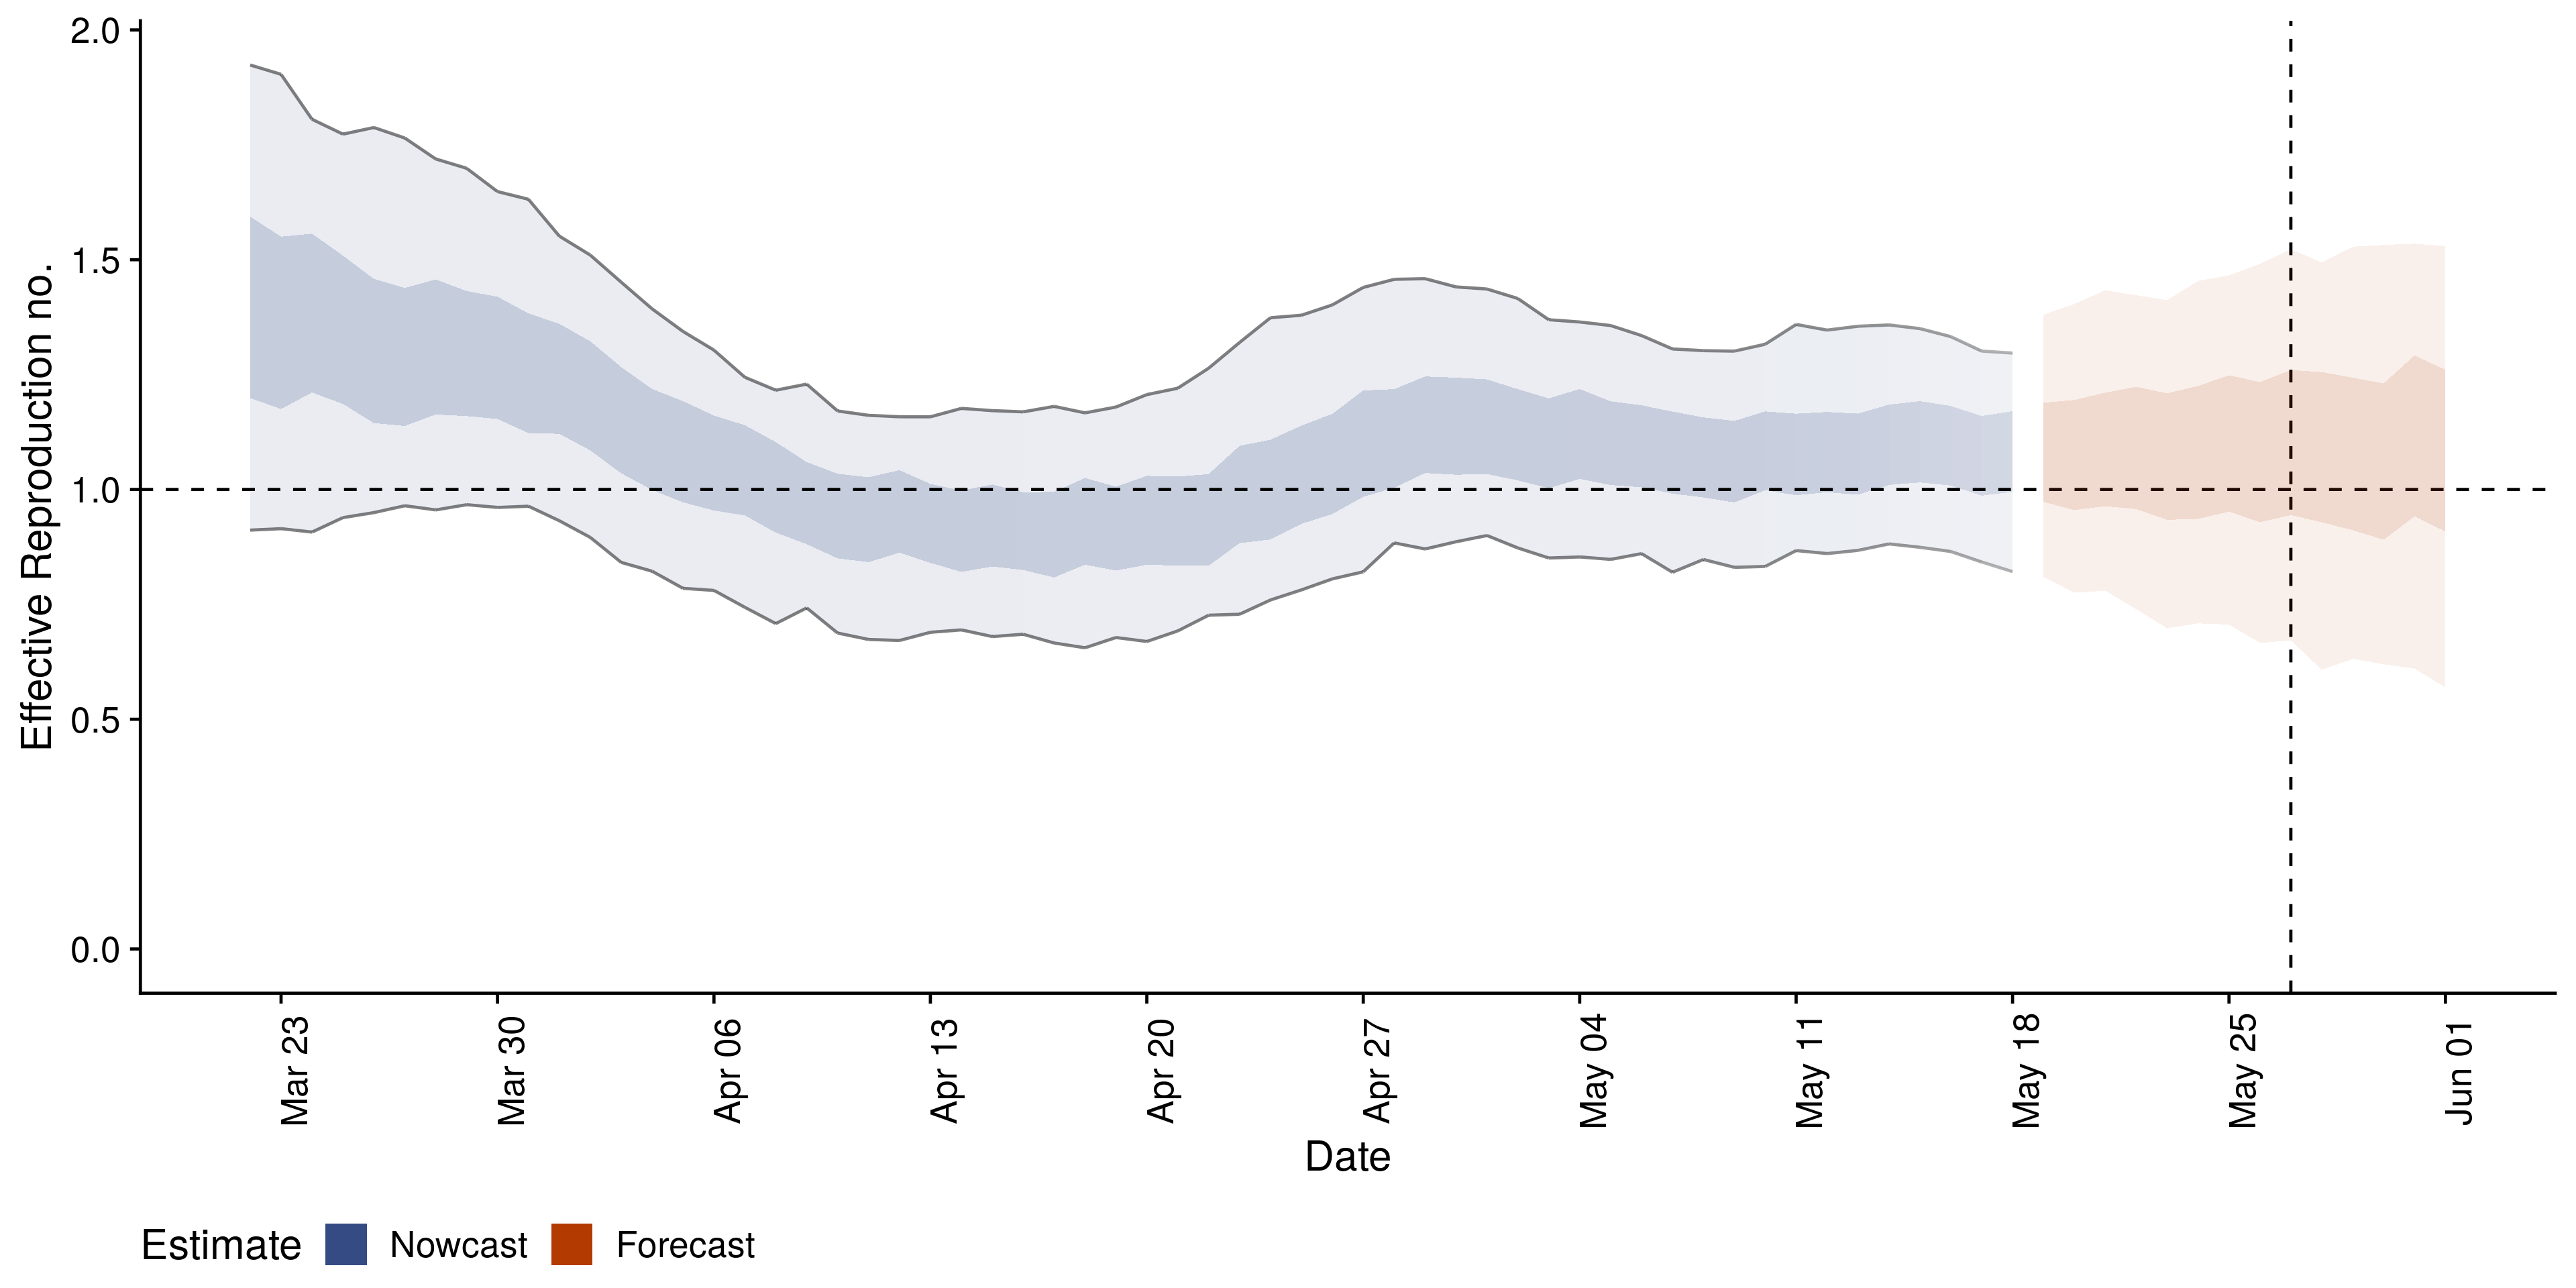 Effective Reproduction no.
2.0
1.5
1.0
0.5
0.0
Mar 23
Mar 30
Apr 06
Apr 13
Apr 20
Apr 27
May 04
May 11
May 18
May 25
Jun 01
Date
Estimate Nowcast Forecast